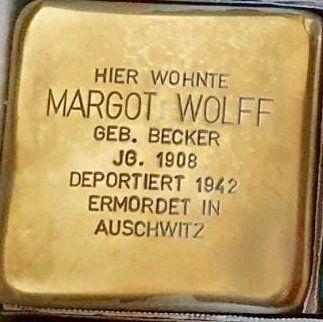 HIER WOHNTE
MARGOT WOLFF
GEB. BECKER
JG. 1908
DEPORTIERT 1942
ERMORDET IN
AUSCHWITZ